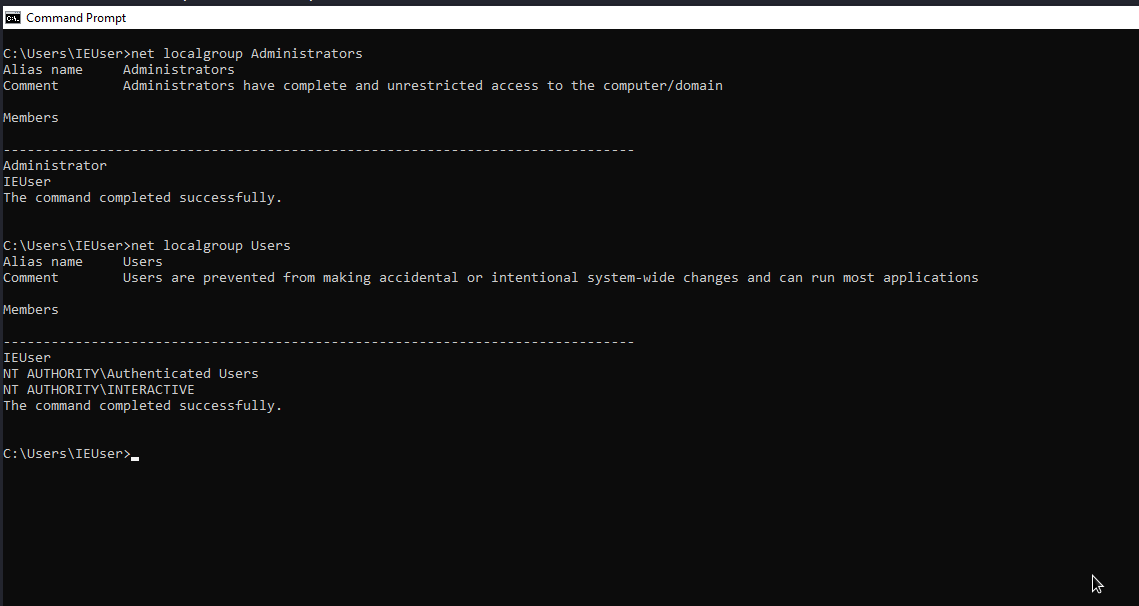 Command Prompt
C:\Users\IEUser>net localgroup Administrators
Alias name     Administrators
Comment        Administrators have complete and unrestricted access to the computer/domain
Members
-------------------------------------------------------------------------------
Administrator
IEUser
The command completed successfully.
C:\Users\IEUser>net localgroup Users
Alias name     Users
Comment        Users are prevented from making accidental or intentional system-wide changes and can run most applications
Members
-------------------------------------------------------------------------------
IEUser
NT AUTHORITY\Authenticated Users
NT AUTHORITY\INTERACTIVE
The command completed successfully.
C:\Users\IEUser>